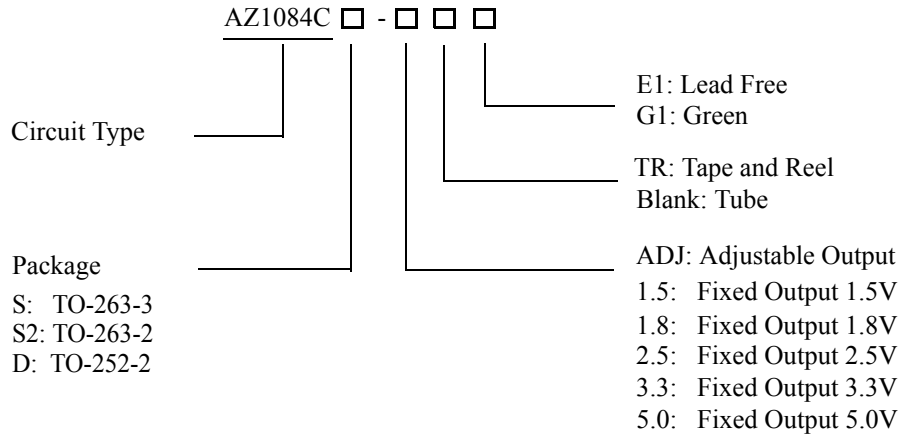 AZ1084C □ - □ □ □
E1: Lead Free
G1: Green
Circuit Type
TR: Tape and Reel
Blank: Tube
Package
S: TO-263-3
S2: TO-263-2
D: TO-252-2
ADJ: Adjustable Output
1.5: Fixed Output 1.5V
1.8: Fixed Output 1.8V
2.5: Fixed Output 2.5V
3.3: Fixed Output 3.3V
5.0: Fixed Output 5.0V